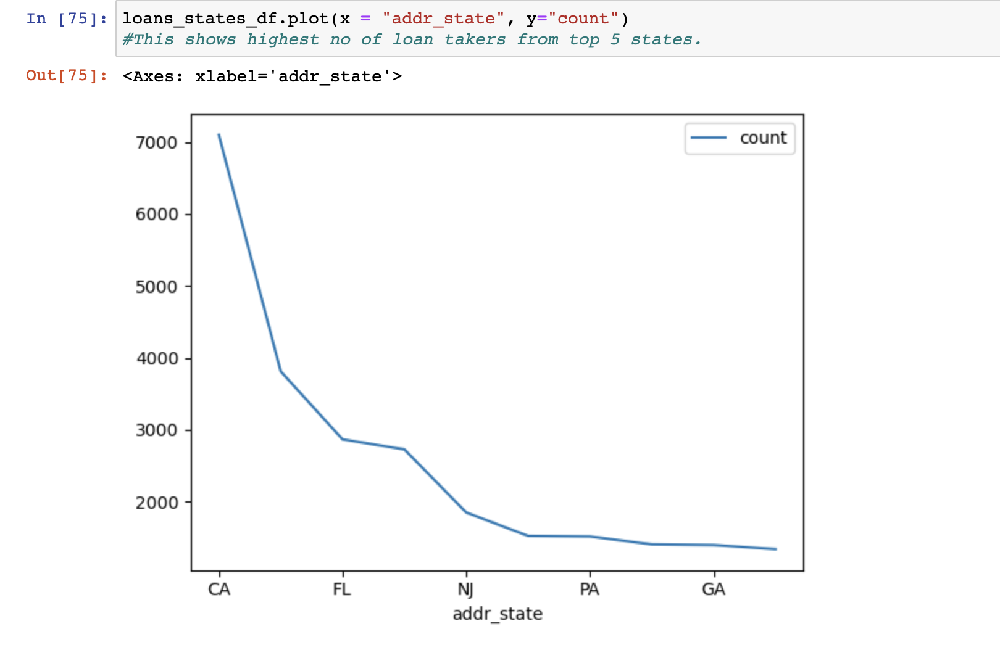 In [75]: loans_states_df.plot(x = "addr_state", y="count")
#This shows highest no of loan takers from top 5 states.
Out[75]: <Axes: xlabel='addr_state'>
count
7000
6000
5000
4000
3000
2000
CA FL NJ PA GA
addr_state